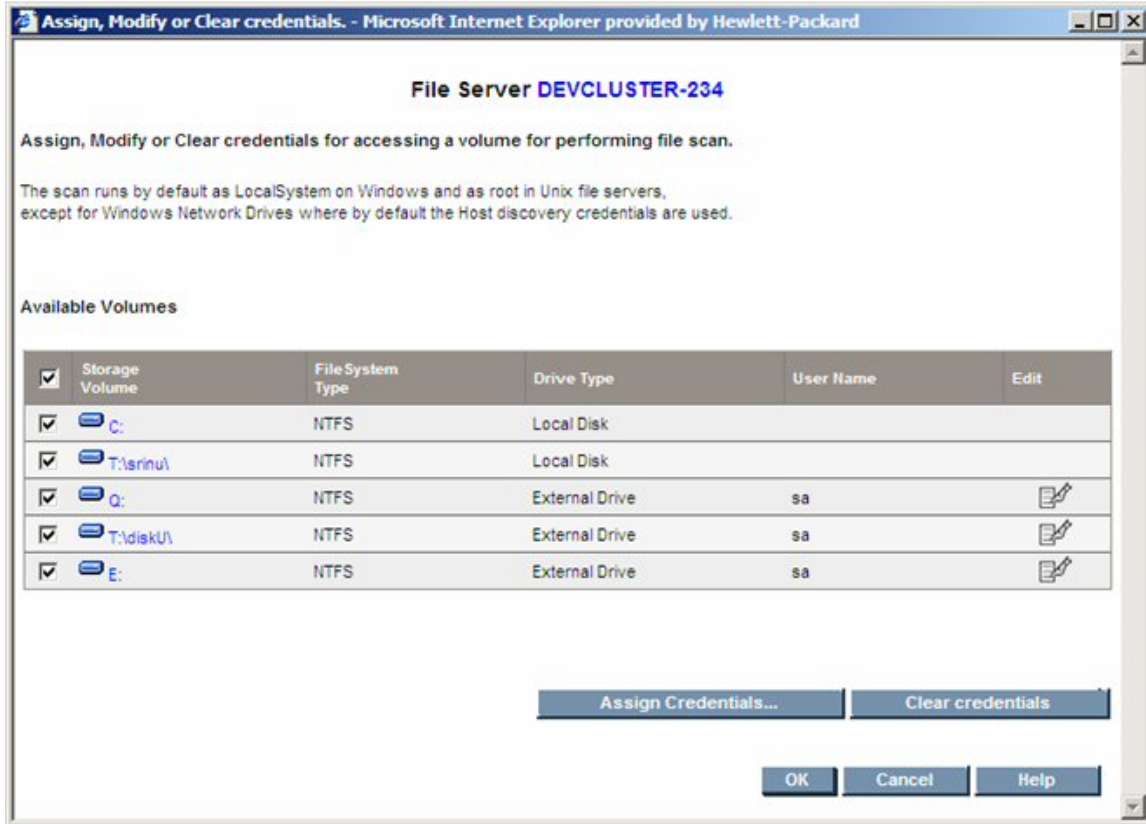 Assign, Modify or Clear credentials. - Microsoft Internet Explorer provided by Hewlett-Packard
File Server DEVCLUSTER-234
Assign, Modify or Clear credentials for accessing a volume for performing file scan.
The scan runs by default as LocalSystem on Windows and as root in Unix file servers,
except for Windows Network Drives where by default the Host discovery credentials are used.
Available Volumes
Storage Volume FileSystem Type Drive Type User Name Edit
C: NTFS Local Disk
T:\srinu\ NTFS Local Disk
Q: NTFS External Drive sa
T:\diskU\ NTFS External Drive sa
E: NTFS External Drive sa
Assign Credentials... Clear credentials
OK Cancel Help